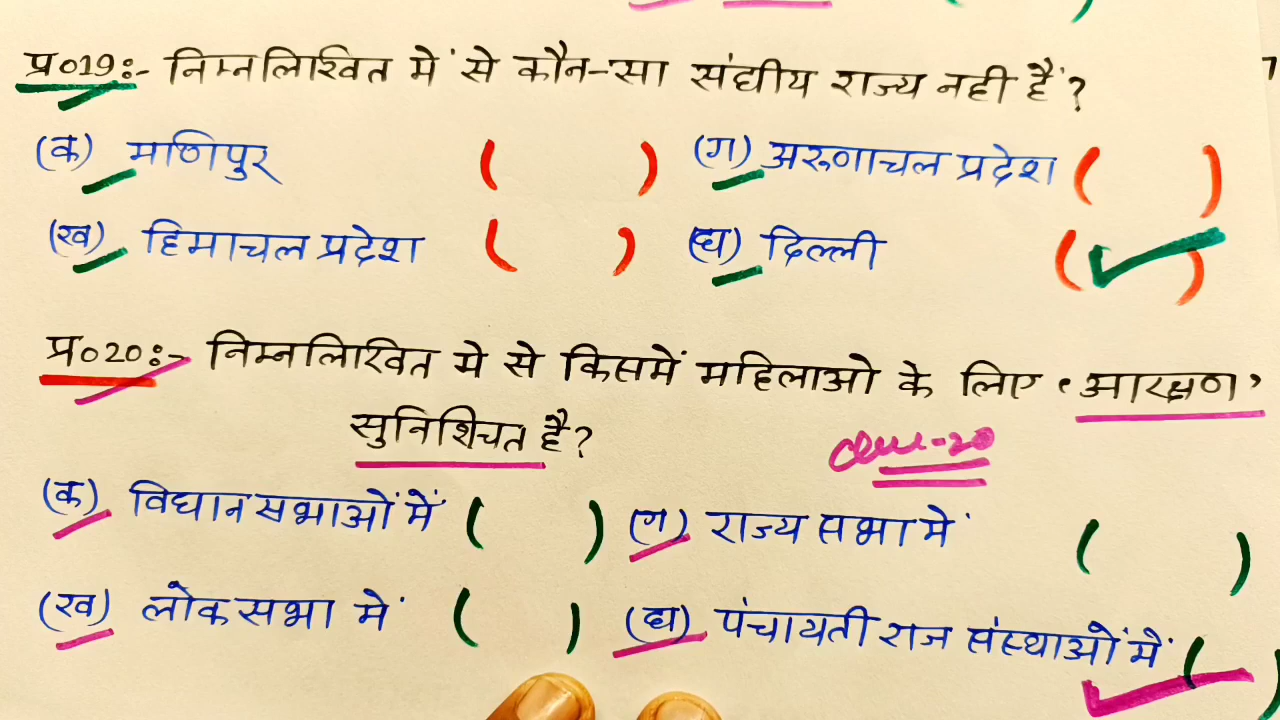 प्र०19:- निम्नलिखित में से कौन-सा संघीय राज्य नही हैं?
(क) मणिपुर ( ) (ग) अरुणाचल प्रदेश ( )
(ख) हिमाचल प्रदेश ( ) (घ) दिल्ली (✓)
प्र०20:- निम्नलिखित मे से किसमें महिलाओ के लिए 'आरक्षण'
सुनिश्चित है?
(क) विधानसभाओं में ( ) (ग) राज्य सभा में ( )
(ख) लोकसभा में ( ) (घ) पंचायती राज संस्थाओं में (✓)